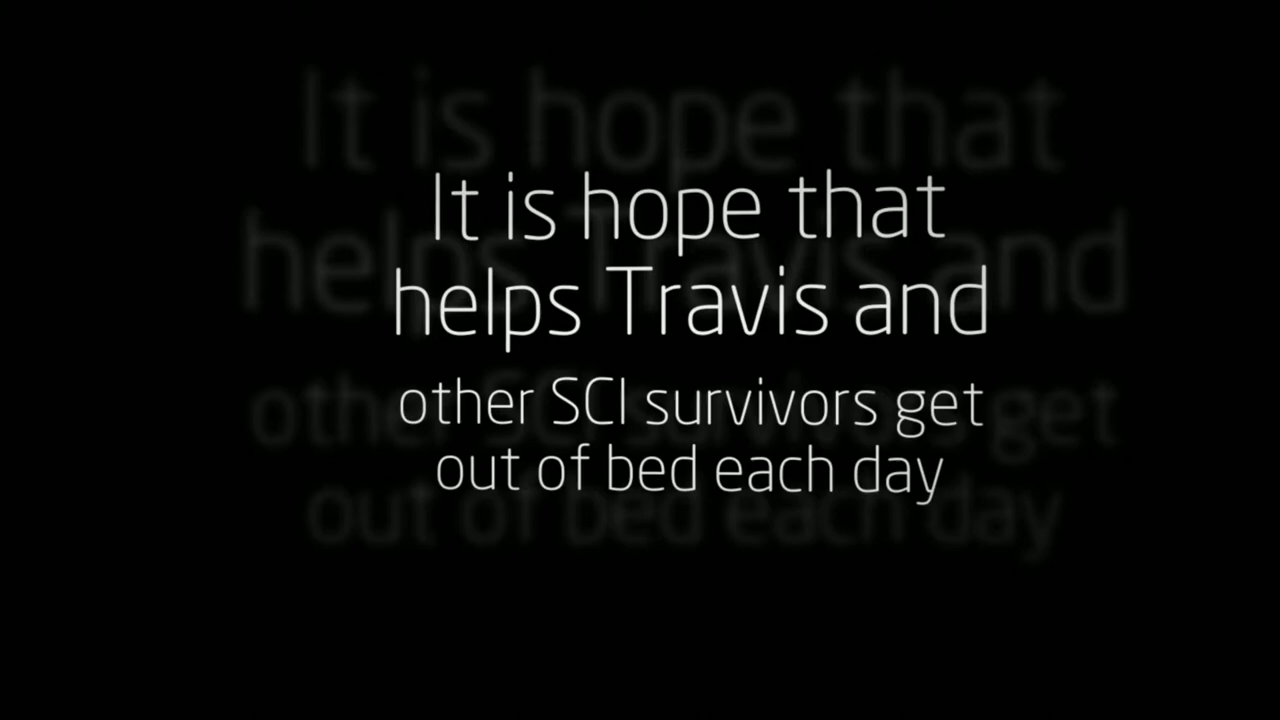 It is hope that
helps Travis and
other SCI survivors get
out of bed each day